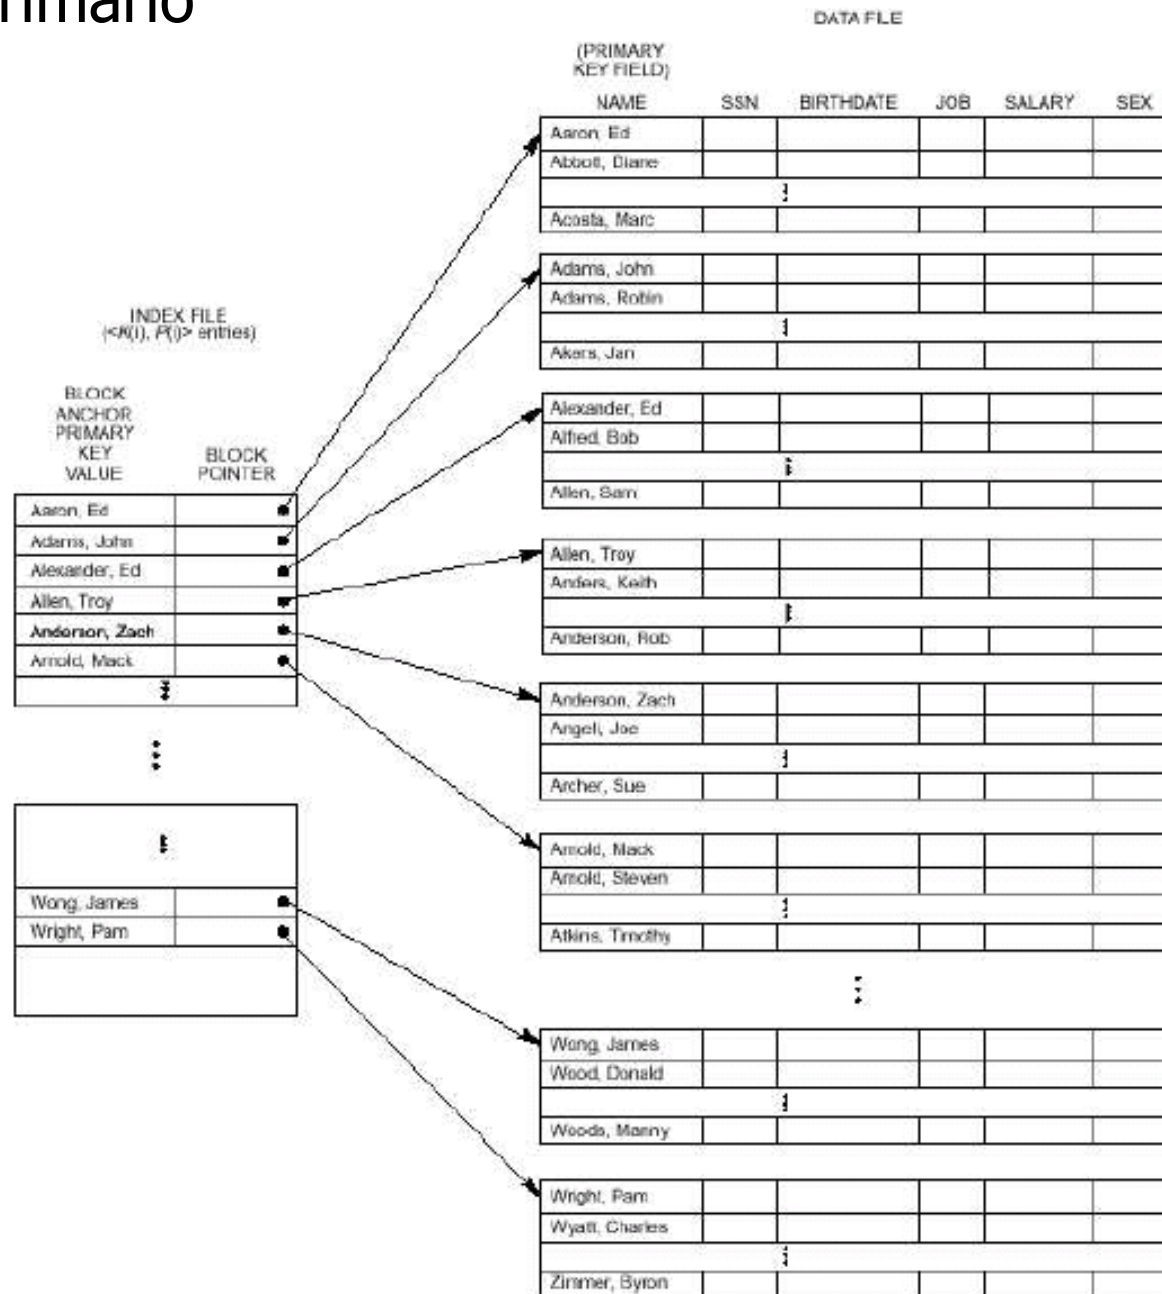 rimario
DATA FILE
(PRIMARY
KEY FIELD)
NAME SSN BIRTHDATE JOB SALARY SEX
Aaron, Ed
Abbott, Diane
Acosta, Marc
Adams, John
Adams, Robin
Akers, Jan
Alexander, Ed
Alfred, Bob
Allen, Sam
Allen, Troy
Anders, Keith
Anderson, Rob
Anderson, Zach
Angeli, Joe
Archer, Sue
Arnold, Mack
Arnold, Steven
Atkins, Timothy
Wong, James
Wood, Donald
Woods, Manny
Wright, Pam
Wyatt, Charles
Zimmer, Byron
INDEX FILE
(<K(i), P(i)> entries)
BLOCK
ANCHOR
PRIMARY
KEY
VALUE
BLOCK
POINTER
Aaron, Ed
Adams, John
Alexander, Ed
Allen, Troy
Anderson, Zach
Arnold, Mack
Wong, James
Wright, Pam